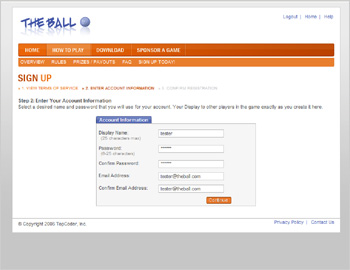 THE BALL
Logout | Home | Help
HOME HOW TO PLAY DOWNLOAD SPONSOR A GAME
OVERVIEW RULES PRIZES / PAYOUTS FAQ SIGN UP TODAY!
SIGN UP
1. VIEW TERMS OF SERVICE 2. ENTER ACCOUNT INFORMATION 3. CONFIRM REGISTRATION
Step 2: Enter Your Account Information
Select a desired name and password that you will use for your account. Your Display to other players in the game exactly as you create it here.
Account Information
Display Name: tester
(25 characters max)
Password: ******
Confirm Password: ******
Email Address: tester@theball.com
Confirm Email Address: tester@theball.com
CONTINUE
Privacy Policy | Contact Us
© Copyright 2006 TopCoder, Inc.